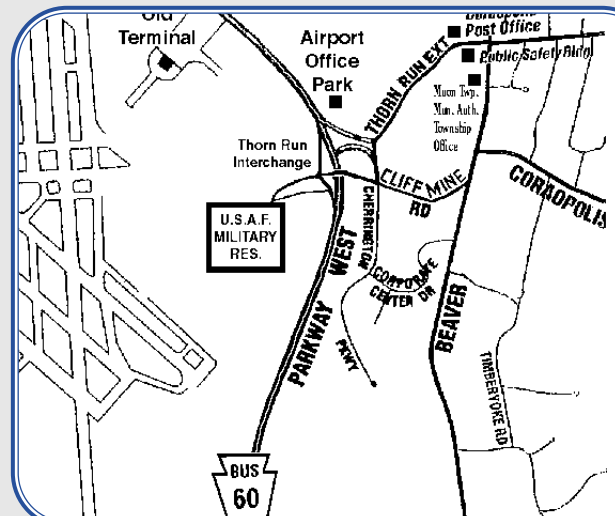 Old
Terminal
Airport
Office
Park
Post Office
Public Safety Bldg
THORN RUN EXT
Moon Twp.
Mun. Auth.
Township
Office
Thorn Run
Interchange
CLIFF MINE
RD
CORAOPOLIS
U.S.A.F.
MILITARY
RES.
CHERRINGTON
PKWY
CORPORATE
CENTER DR
PARKWAY WEST
BEAVER
TIMBERYOKE RD
BUS
60